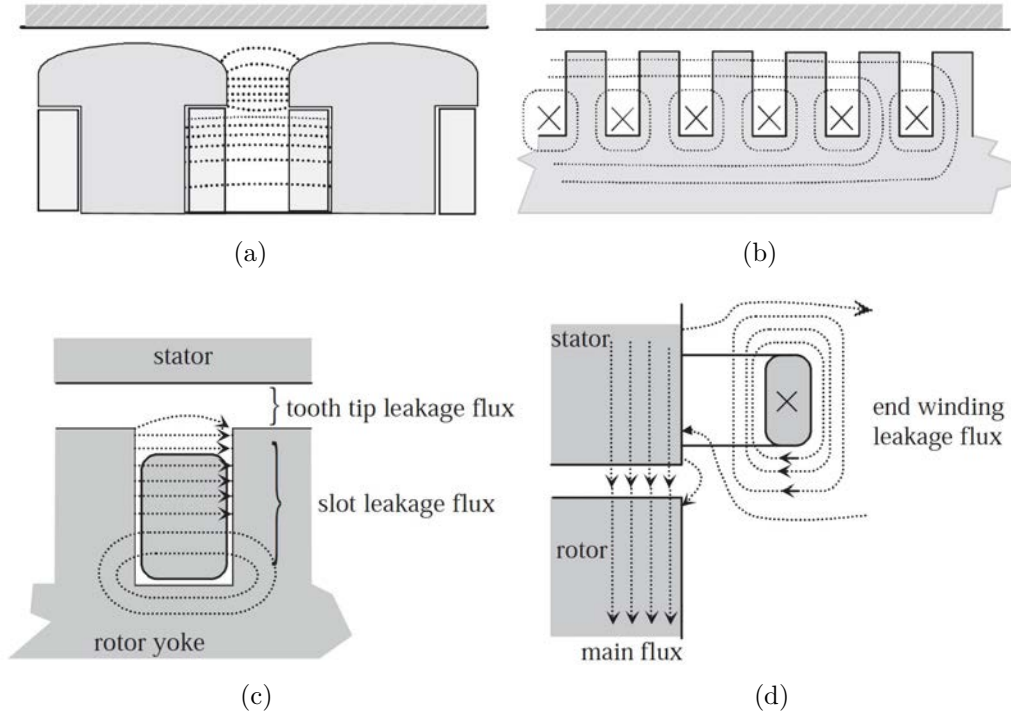 (a)
(b)
stator
tooth tip leakage flux
slot leakage flux
rotor yoke
(c)
stator
end winding
leakage flux
rotor
main flux
(d)